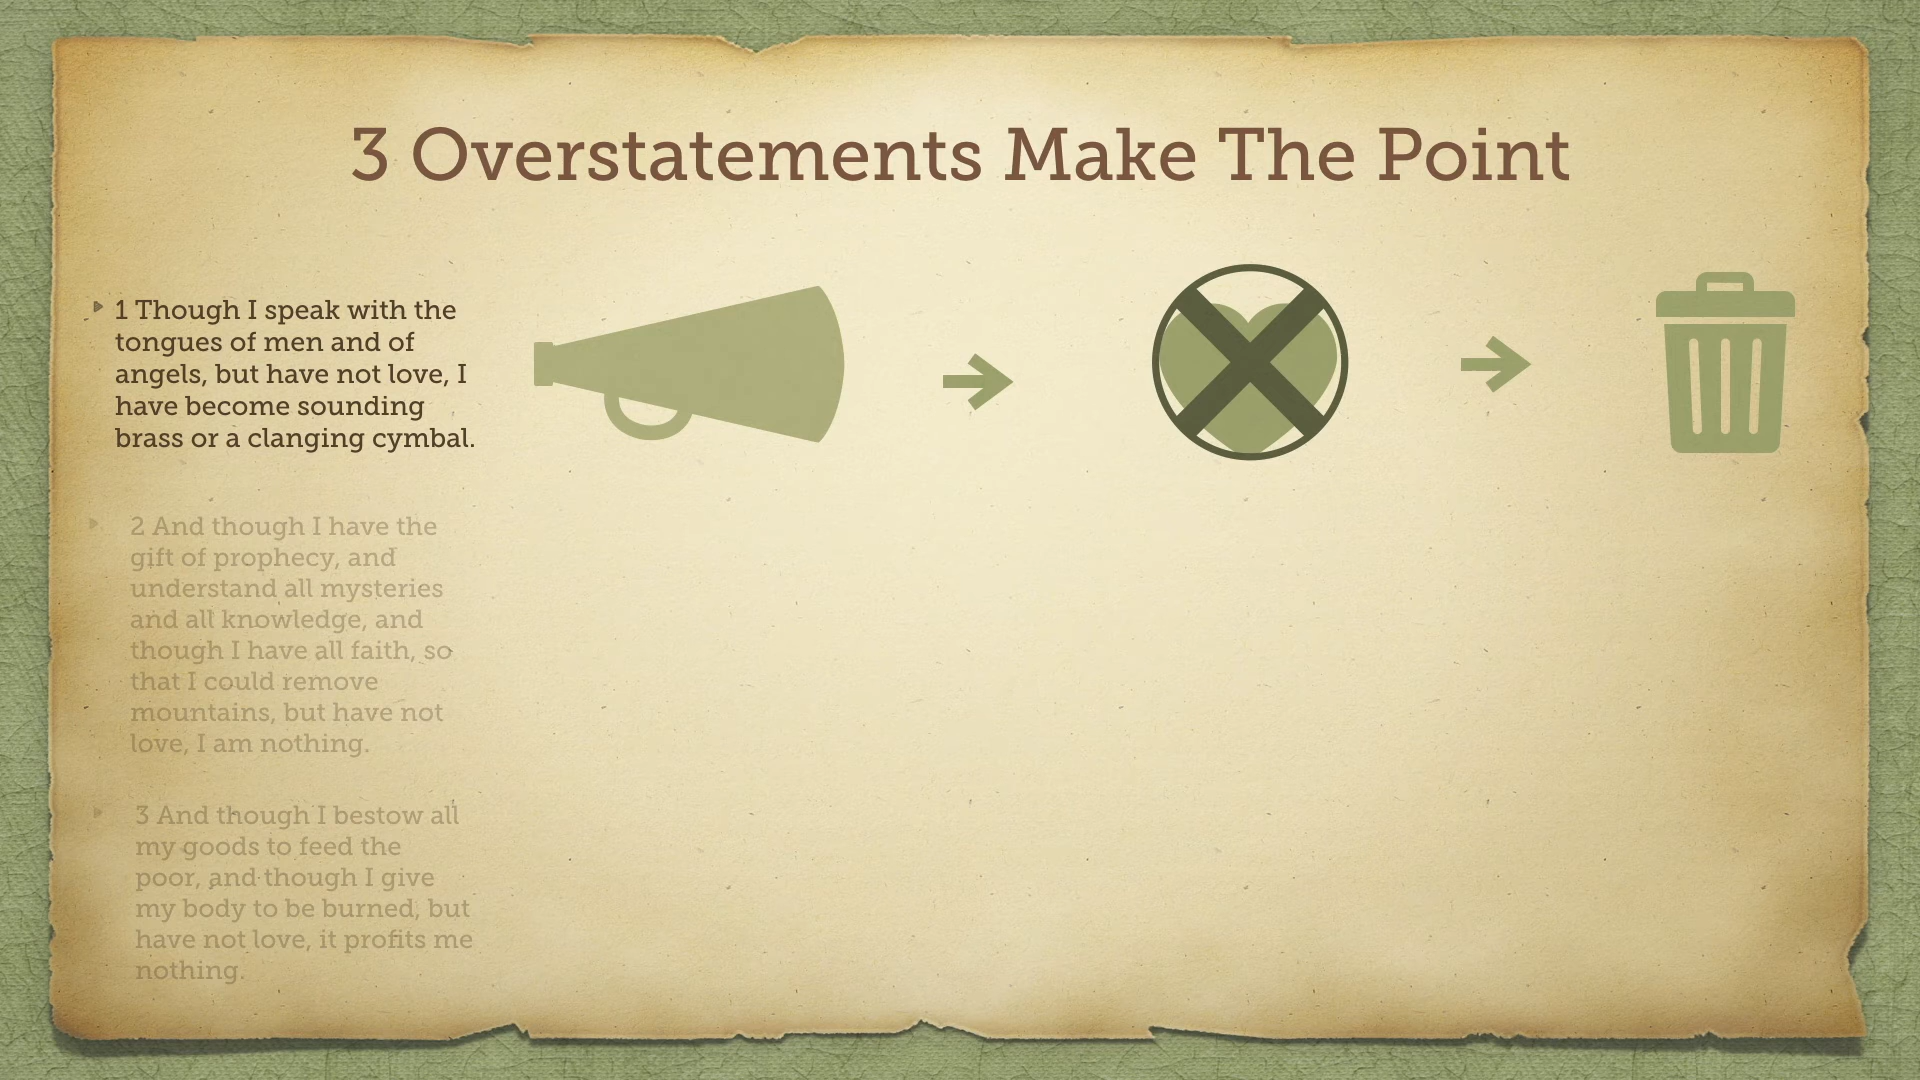 3 Overstatements Make The Point
1 Though I speak with the
tongues of men and of
angels, but have not love, I
have become sounding
brass or a clanging cymbal.
2 And though I have the
gift of prophecy, and
understand all mysteries
and all knowledge, and
though I have all faith, so
that I could remove
mountains, but have not
love, I am nothing.
3 And though I bestow all
my goods to feed the
poor, and though I give
my body to be burned, but
have not love, it profits me
nothing.